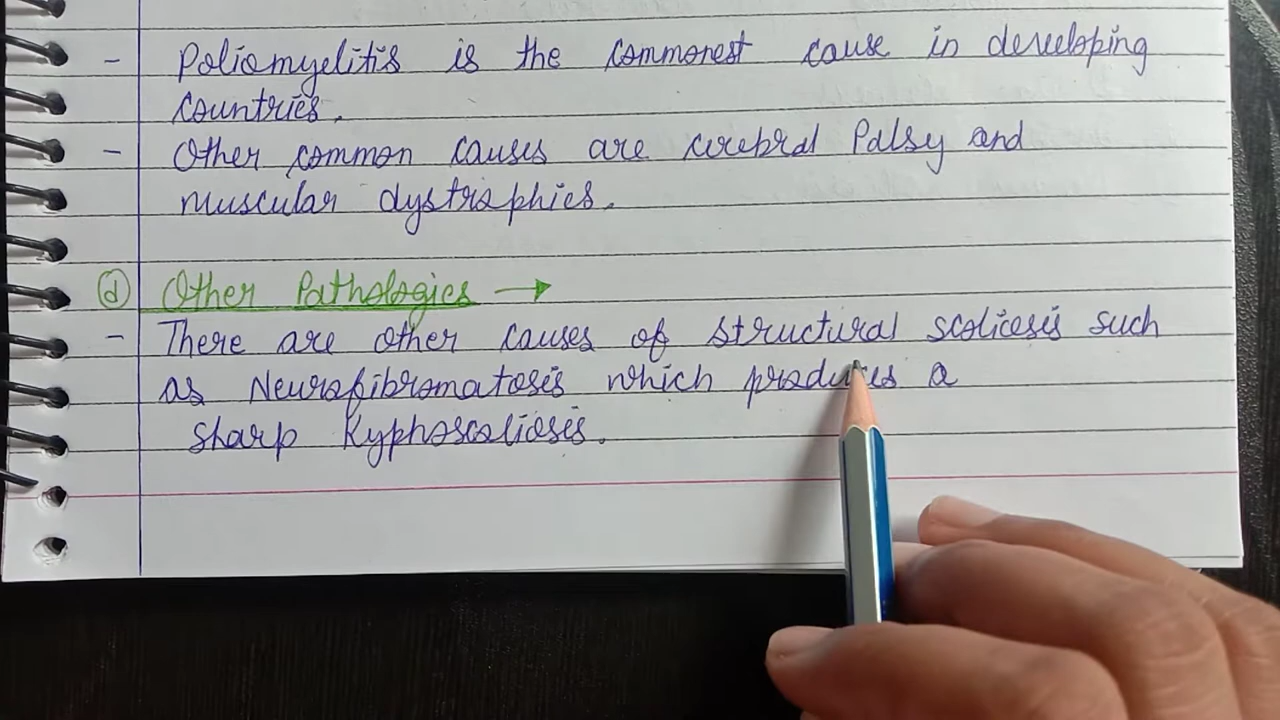 - Poliomyelitis is the commonest cause in developing
countries.
- Other common causes are cerebral Palsy and
muscular dystrophies.
d Other Pathologies →
- There are other causes of structural scoliosis such
as Neurofibromatosis which produces a
sharp Kyphoscoliosis.